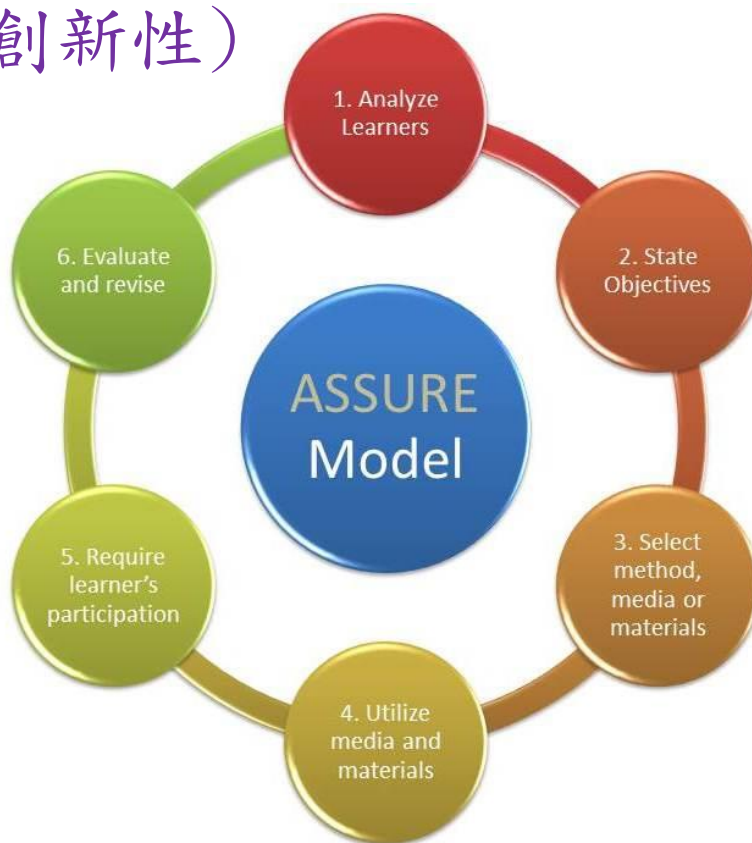 創新性）
1. Analyze
Learners
2. State
Objectives
3. Select
method,
media or
materials
4. Utilize
media and
materials
5. Require
learner's
participation
6. Evaluate
and revise
ASSURE
Model